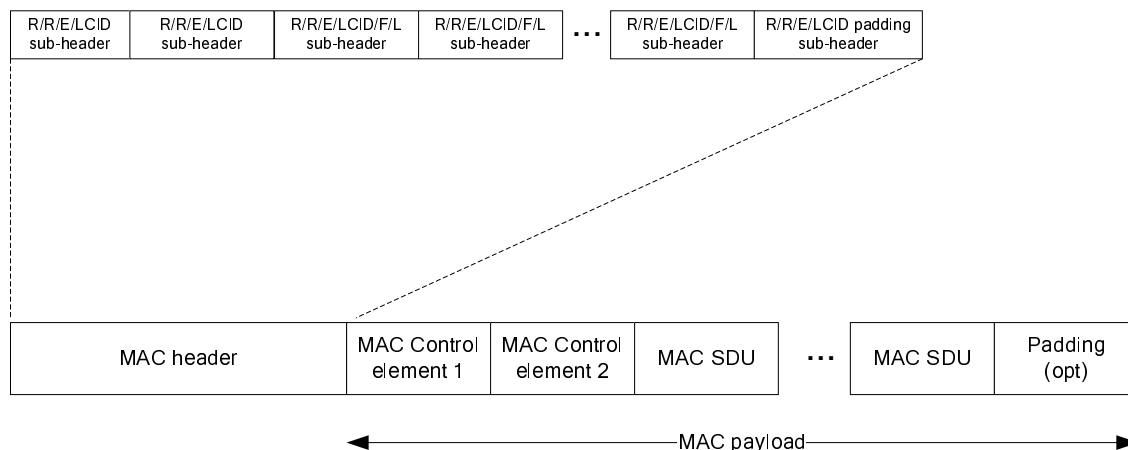 R/R/E/LCID
sub-header
R/R/E/LCID
sub-header
R/R/E/LCID/F/L
sub-header
R/R/E/LCID/F/L
sub-header
...
R/R/E/LCID/F/L
sub-header
R/R/E/LCID padding
sub-header
MAC header
MAC Control
element 1
MAC Control
element 2
MAC SDU
...
MAC SDU
Padding
(opt)
MAC payload